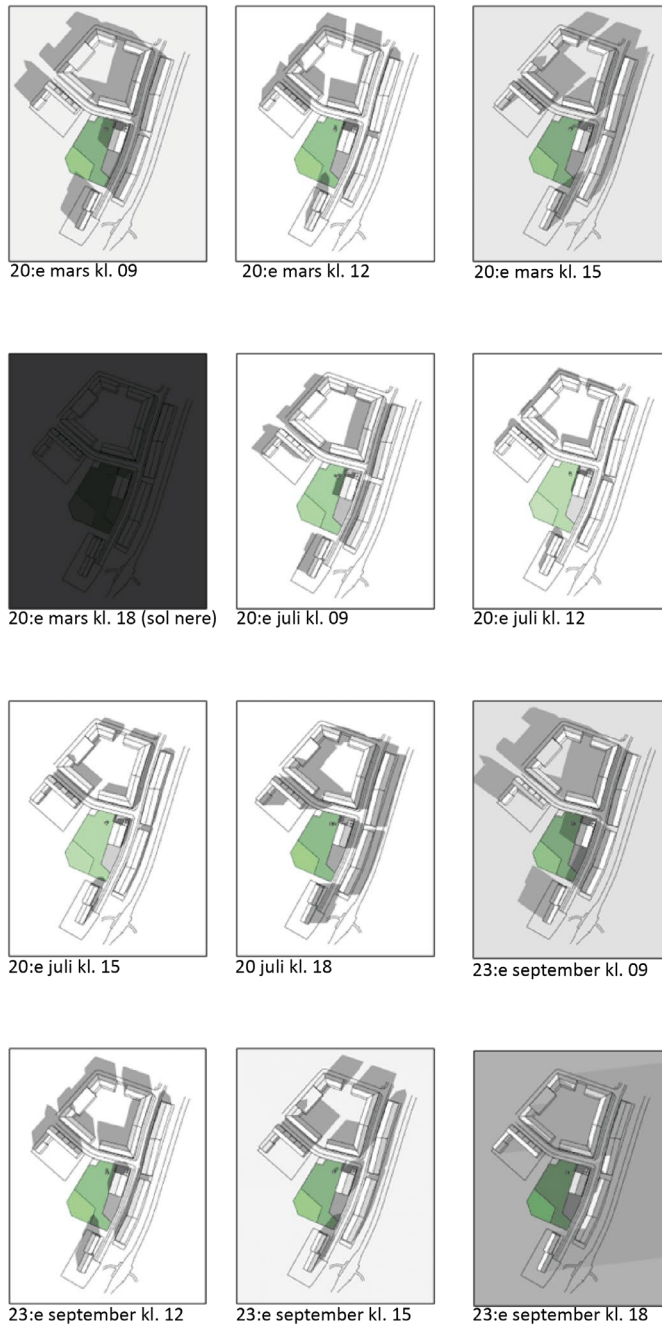 20:e mars kl. 09
20:e mars kl. 12
20:e mars kl. 15
20:e mars kl. 18 (sol nere)
20:e juli kl. 09
20:e juli kl. 12
20:e juli kl. 15
20 juli kl. 18
23:e september kl. 09
23:e september kl. 12
23:e september kl. 15
23:e september kl. 18